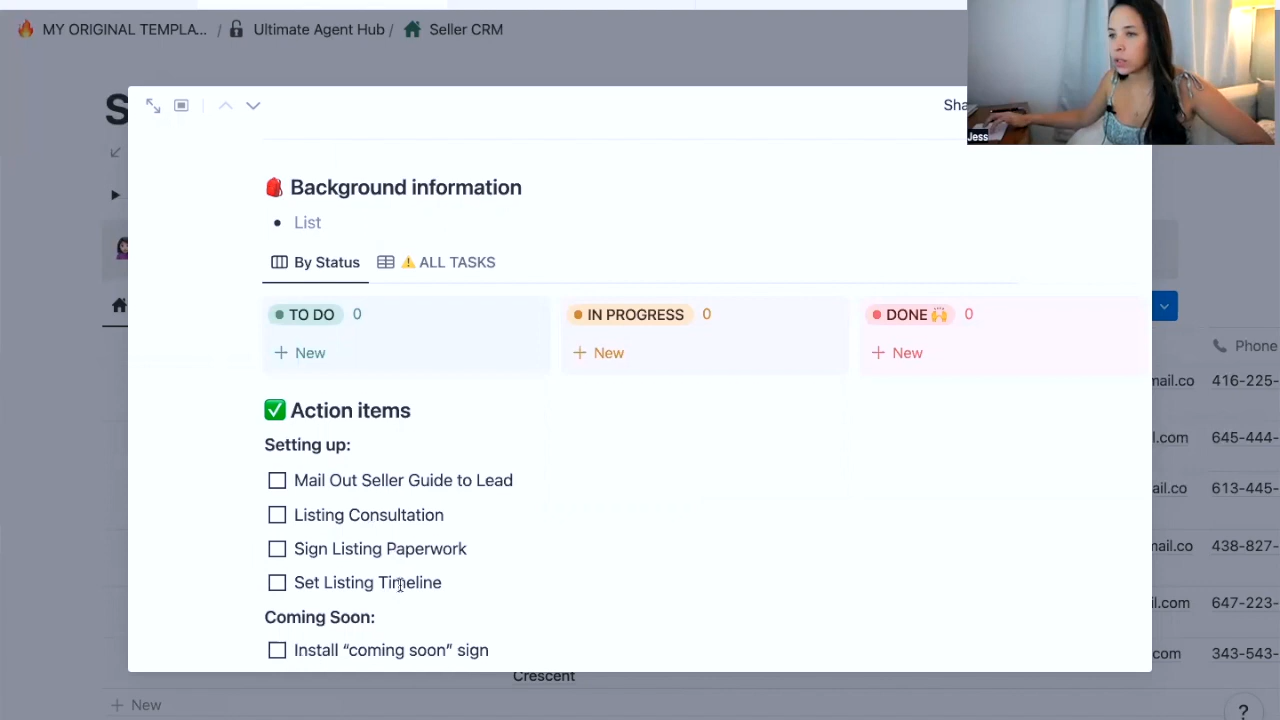 MY ORIGINAL TEMPLA... / Ultimate Agent Hub / Seller CRM
S
Sha
Jess
Background information
List
By Status ALL TASKS
TO DO 0 IN PROGRESS 0 DONE 0
+ New + New + New
Phone
mail.co 416-225-
Action items
Setting up:
l.com 645-444-
Mail Out Seller Guide to Lead
ail.co 613-445-
Listing Consultation
Sign Listing Paperwork
mail.co 438-827-
Set Listing Timeline
il.com 647-223-
Coming Soon:
Install “coming soon” sign
com 343-543-
Crescent
+ New
?